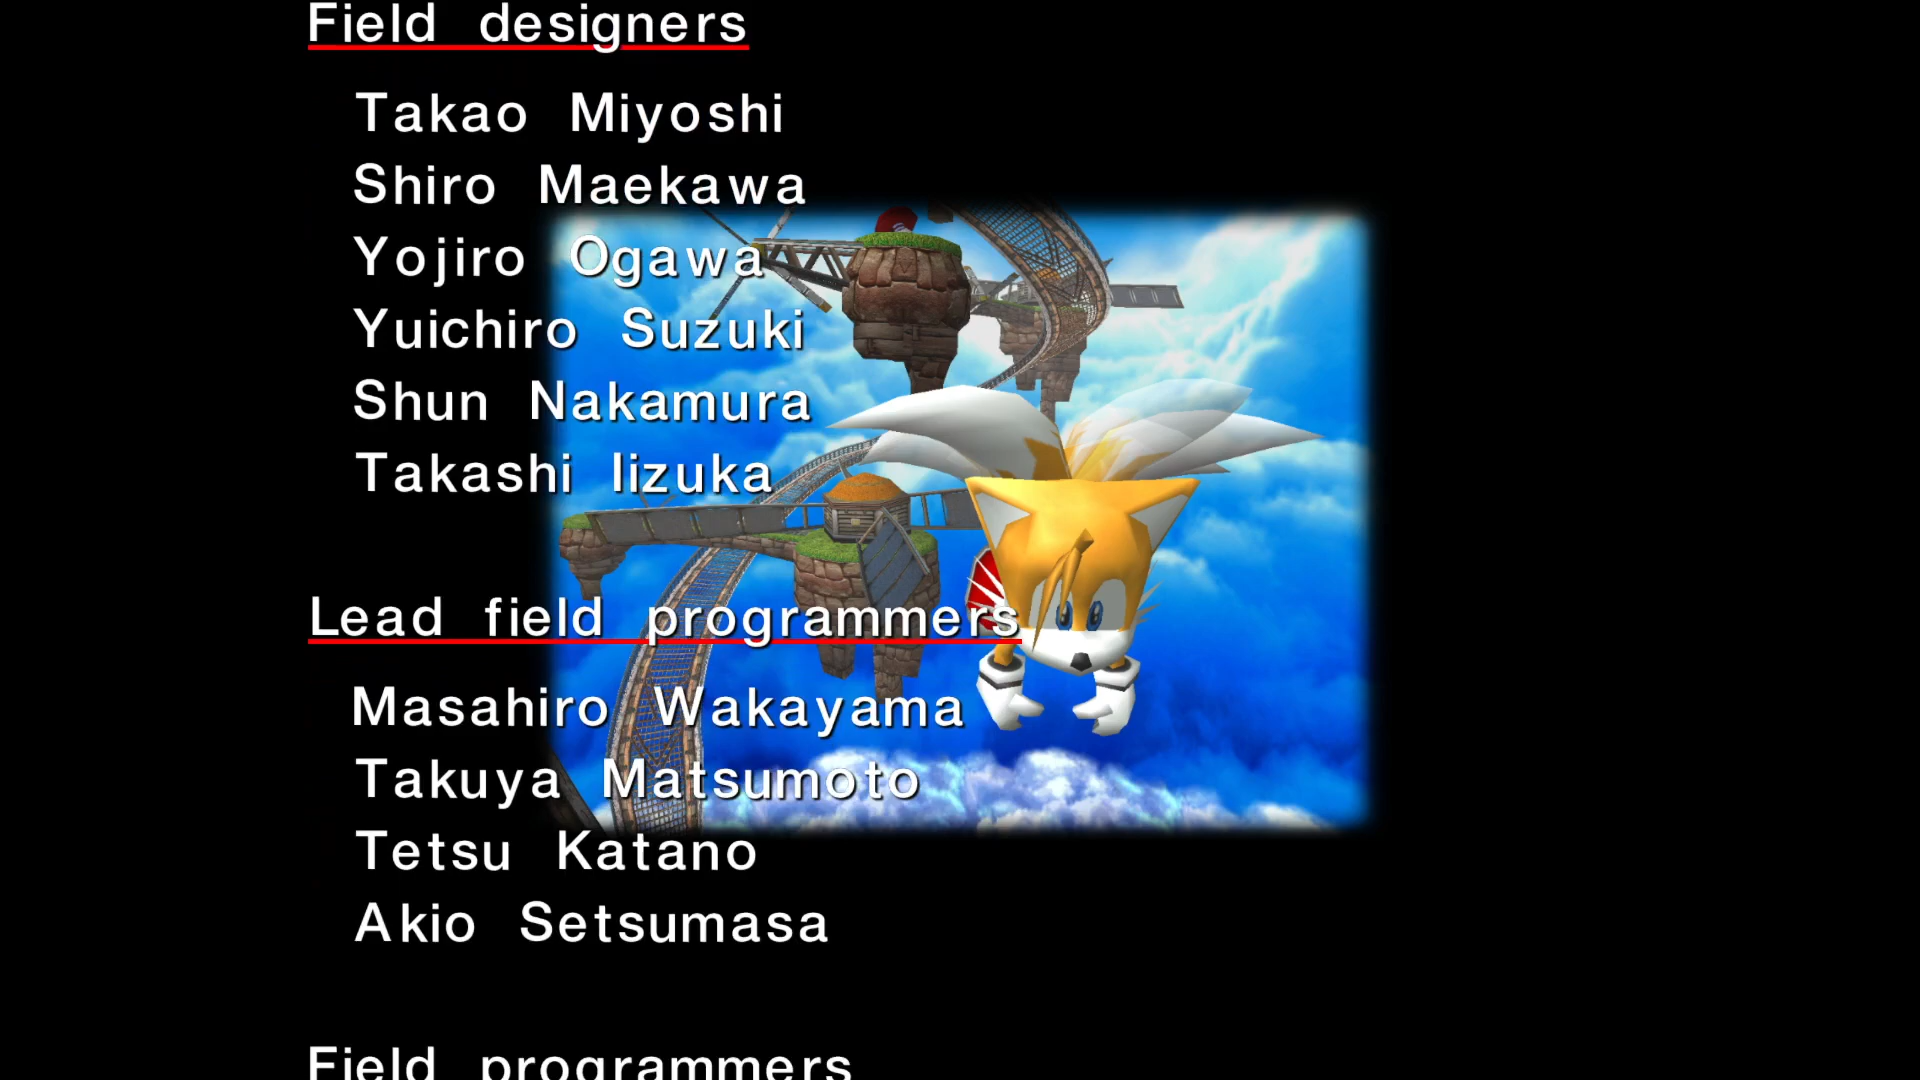 Field designers
Takao Miyoshi
Shiro Maekawa
Yojiro Ogawa
Yuichiro Suzuki
Shun Nakamura
Takashi Iizuka
Lead field programmers
Masahiro Wakayama
Takuya Matsumoto
Tetsu Katano
Akio Setsumasa
Field programmers